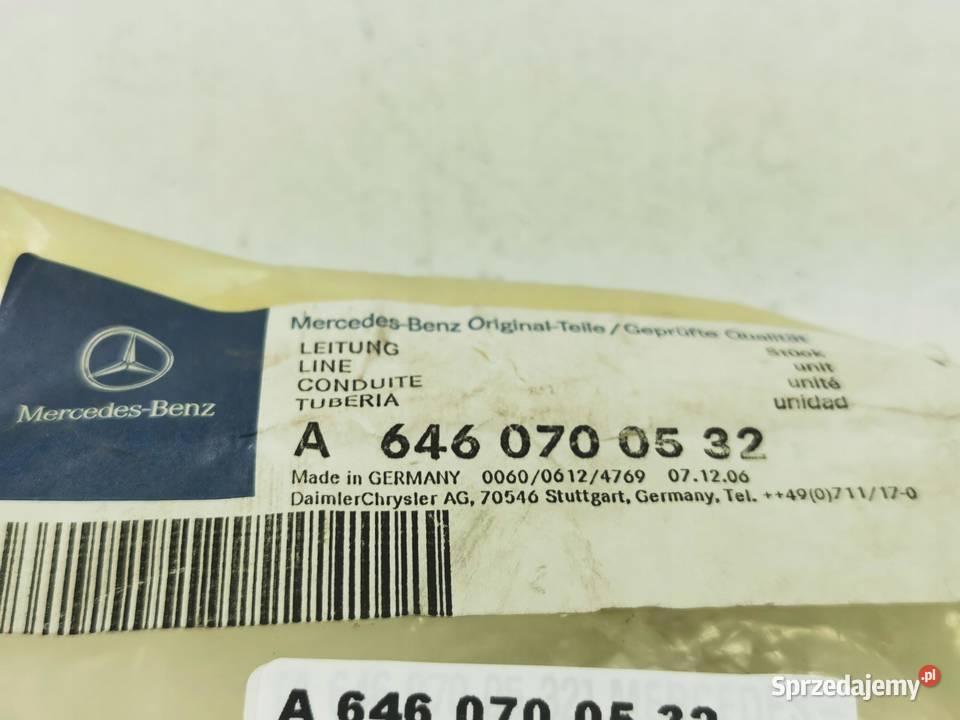 Mercedes-Benz Original-Teile / Geprüfte Qualität
LEITUNG Stück
LINE unit
CONDUITE unité
TUBERIA unidad
Mercedes-Benz
A 646 070 05 32
Made in GERMANY 0060/0612/4769 07.12.06
DaimlerChrysler AG, 70546 Stuttgart, Germany, Tel. ++49(0)711/17-0
A 646 070 05 32
Sprzedajemy.pl